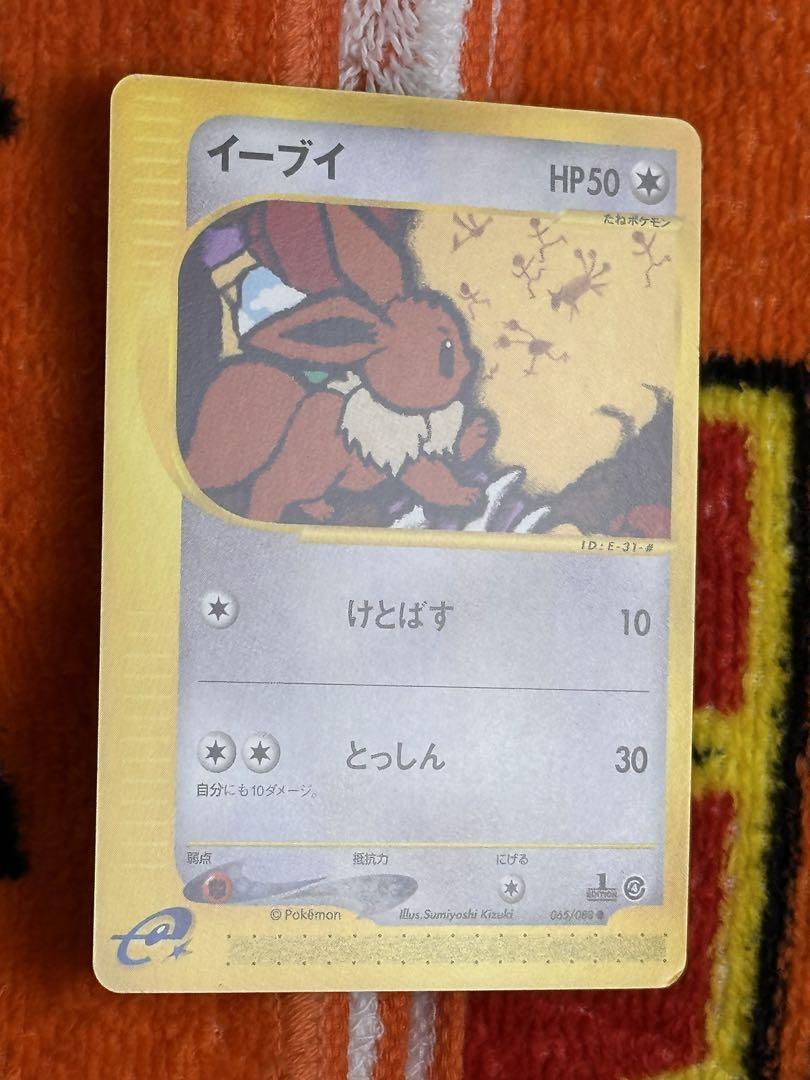 イーブイ
HP50
たねポケモン
ID:E-31-#
けとばす 10
とっしん 30
自分にも10ダメージ。
弱点 抵抗力 にげる
1 EDITION
©Pokémon Illus. Sumiyoshi Kizuki 065/088
e